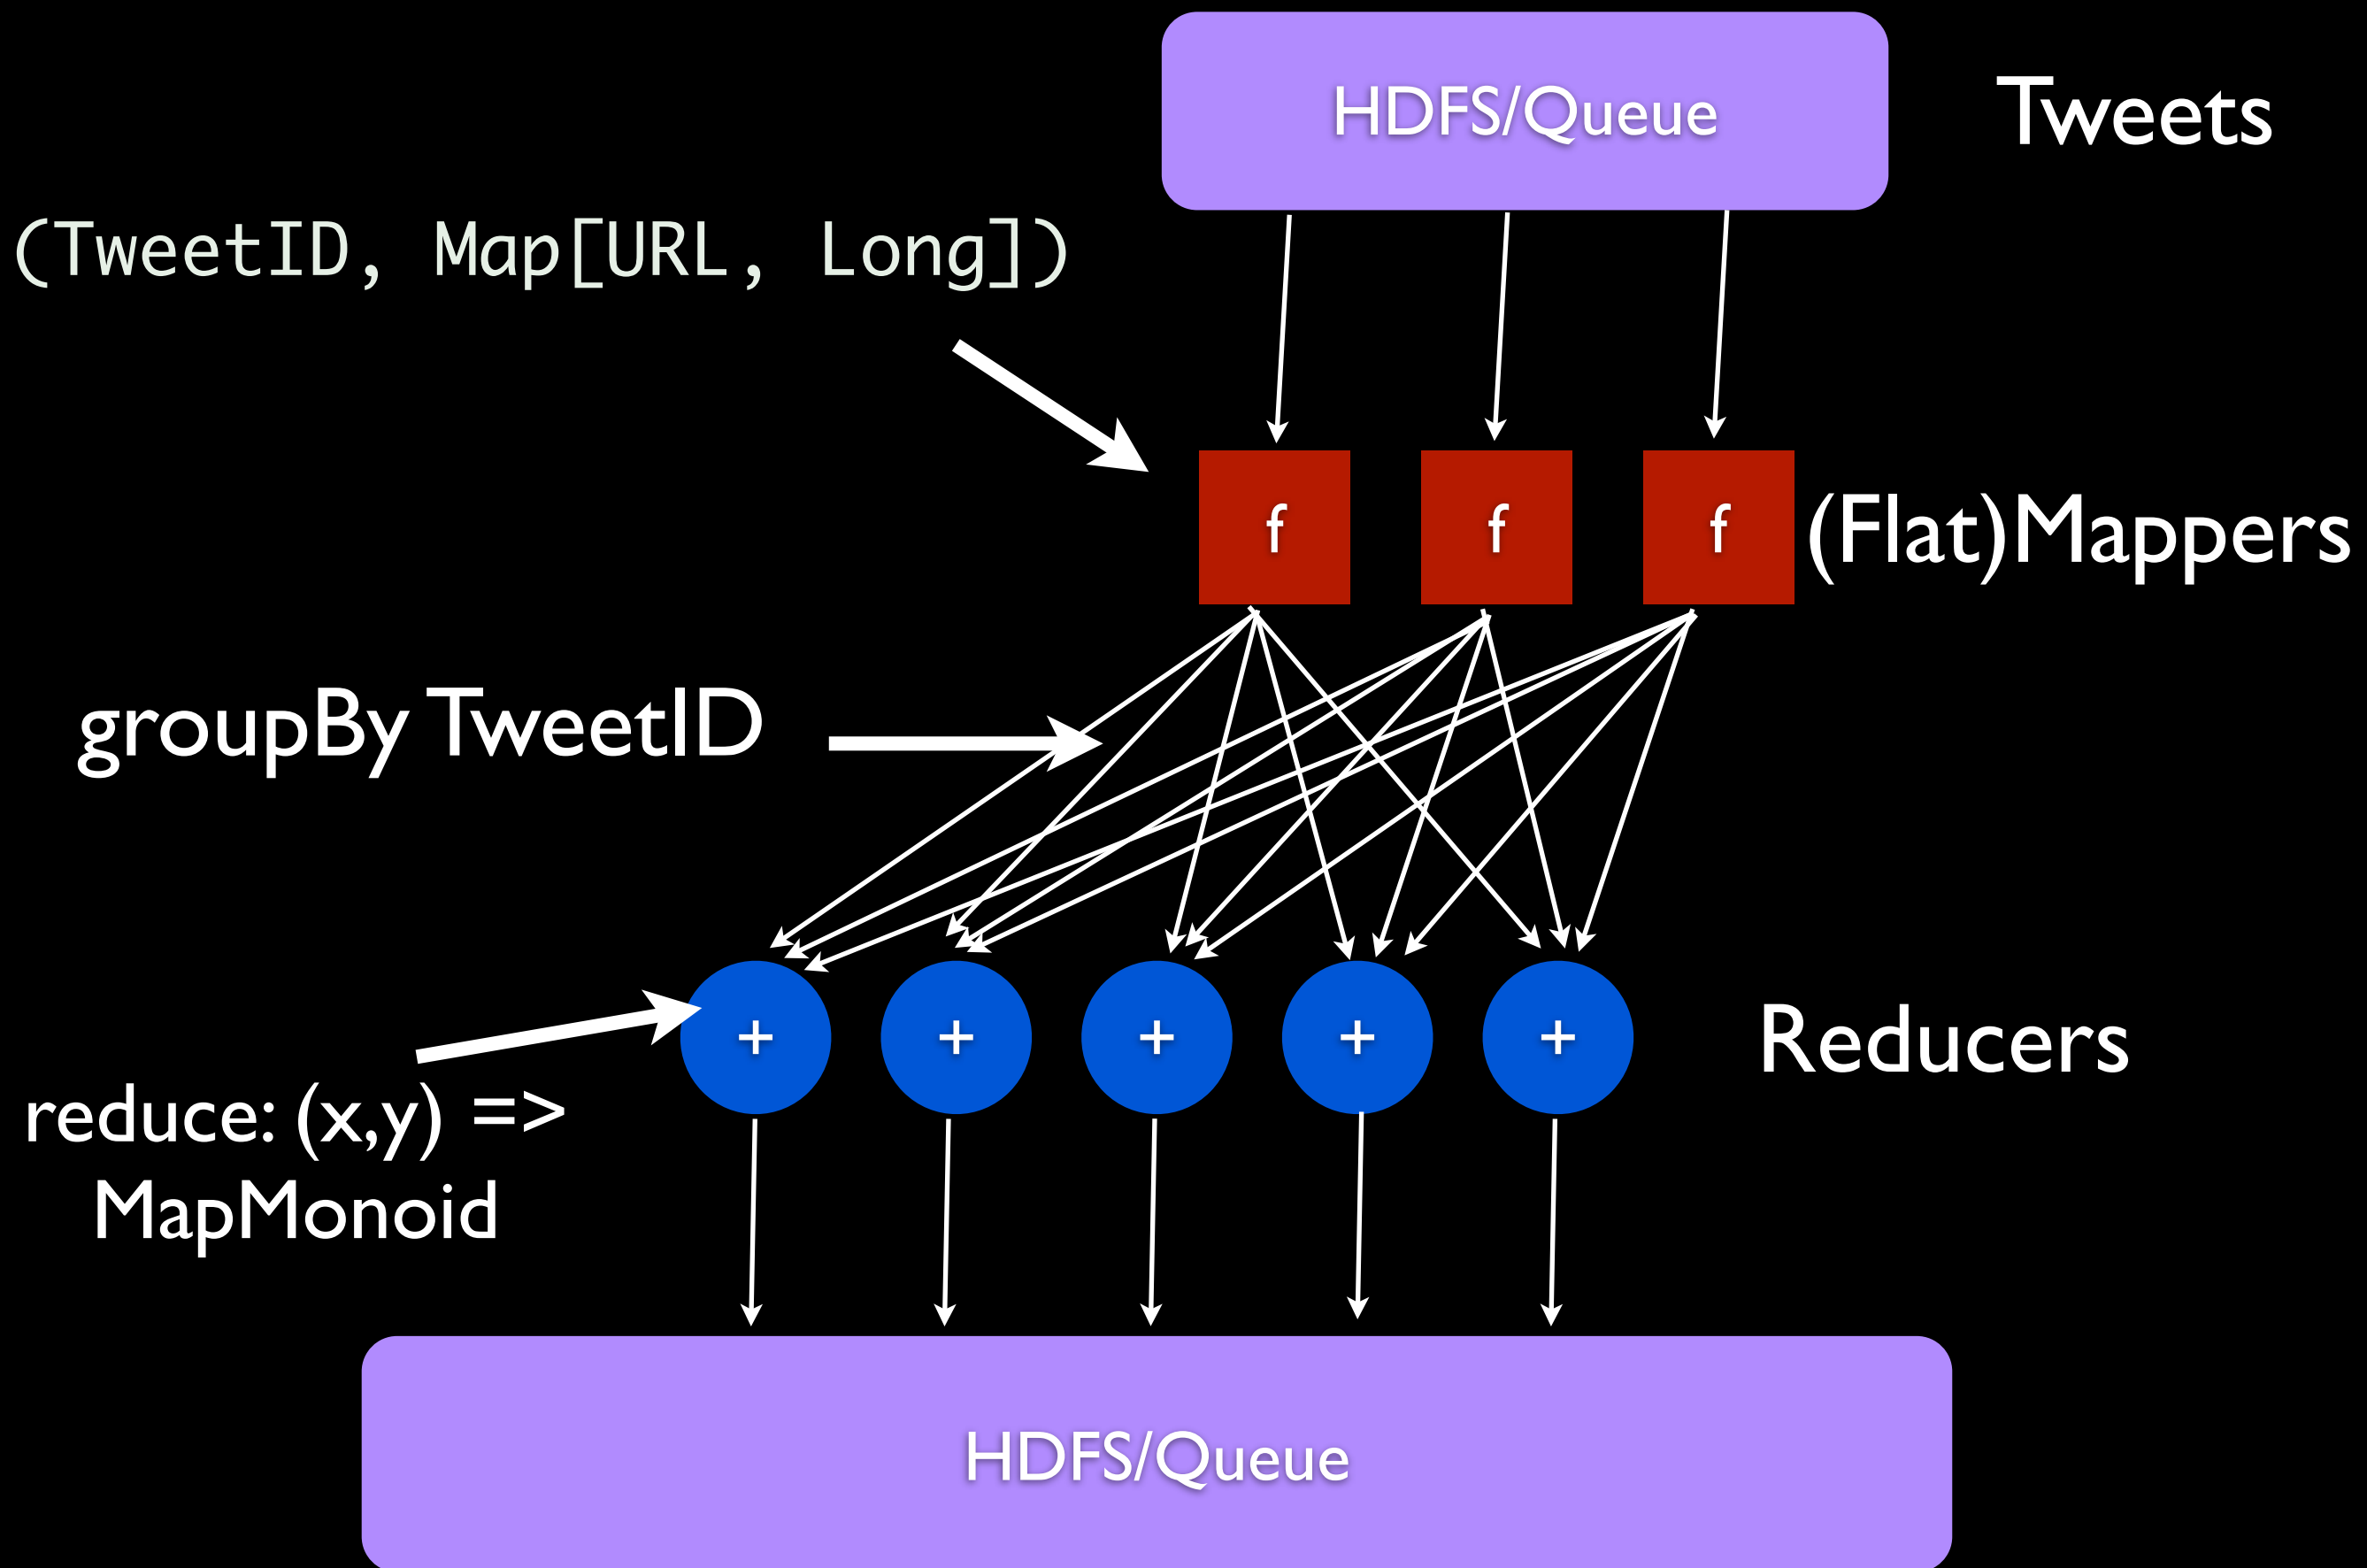 HDFS/Queue
Tweets
(TweetID, Map[URL, Long])
f
f
f
(Flat)Mappers
groupBy TweetID
+
+
+
+
+
Reducers
reduce: (x,y) =>
MapMonoid
HDFS/Queue